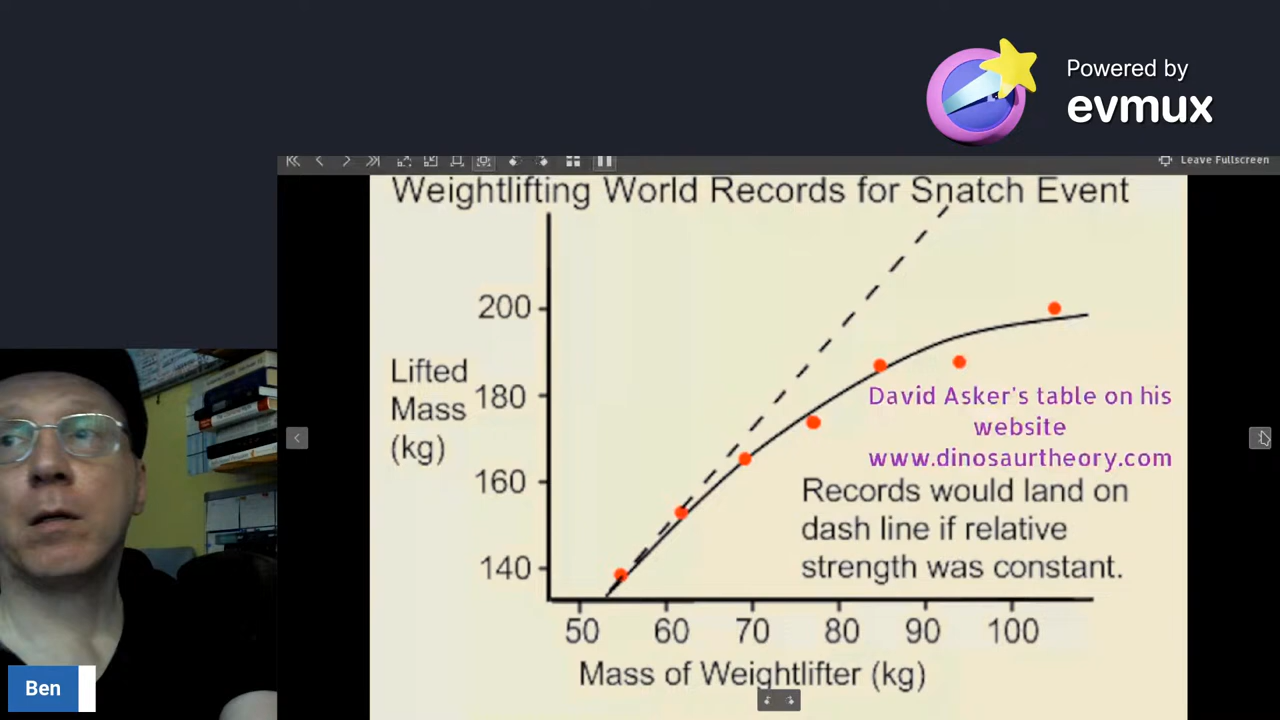 Powered by
evmux
Leave Fullscreen
Weightlifting World Records for Snatch Event
200
180
160
140
Lifted
Mass
(kg)
David Asker's table on his
website
www.dinosaurtheory.com
Records would land on
dash line if relative
strength was constant.
50 60 70 80 90 100
Mass of Weightlifter (kg)
Ben